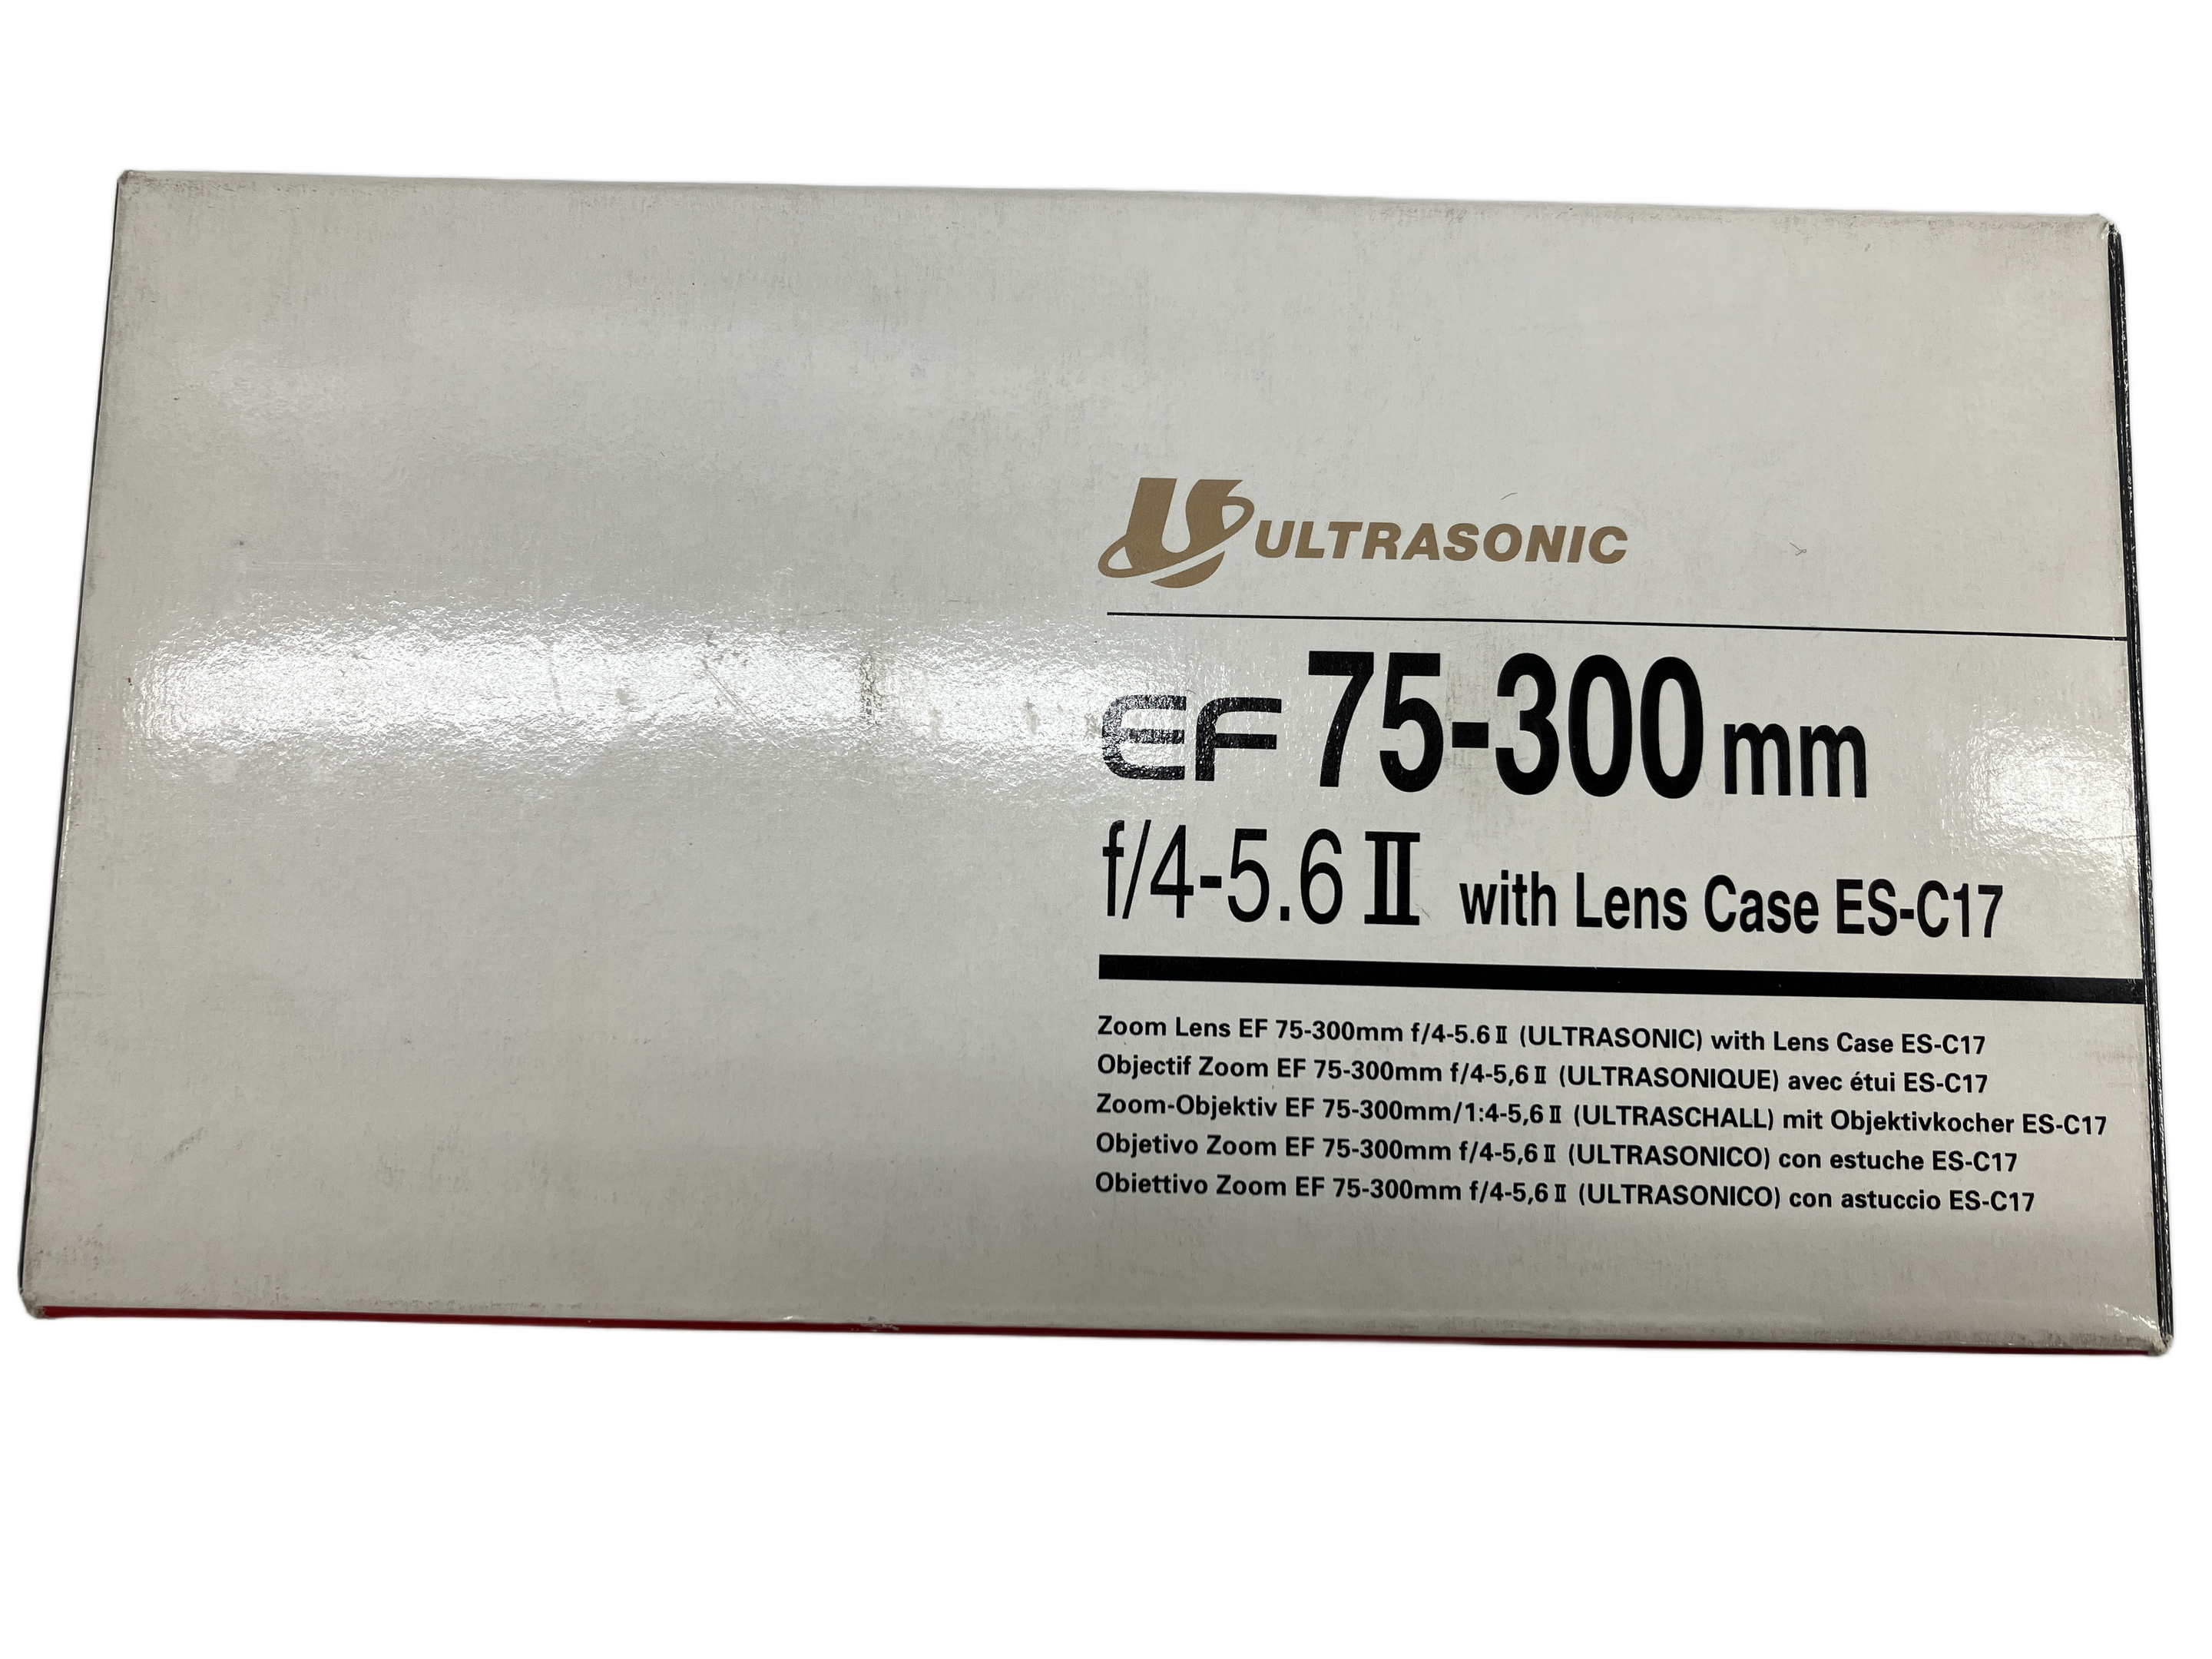 ULTRASONIC
EF 75-300mm
f/4-5.6 II with Lens Case ES-C17
Zoom Lens EF 75-300mm f/4-5.6 II (ULTRASONIC) with Lens Case ES-C17
Objectif Zoom EF 75-300mm f/4-5,6 II (ULTRASONIQUE) avec étui ES-C17
Zoom-Objektiv EF 75-300mm/1:4-5,6 II (ULTRASCHALL) mit Objektivkocher ES-C17
Objetivo Zoom EF 75-300mm f/4-5,6 II (ULTRASONICO) con estuche ES-C17
Obiettivo Zoom EF 75-300mm f/4-5,6 II (ULTRASONICO) con astuccio ES-C17